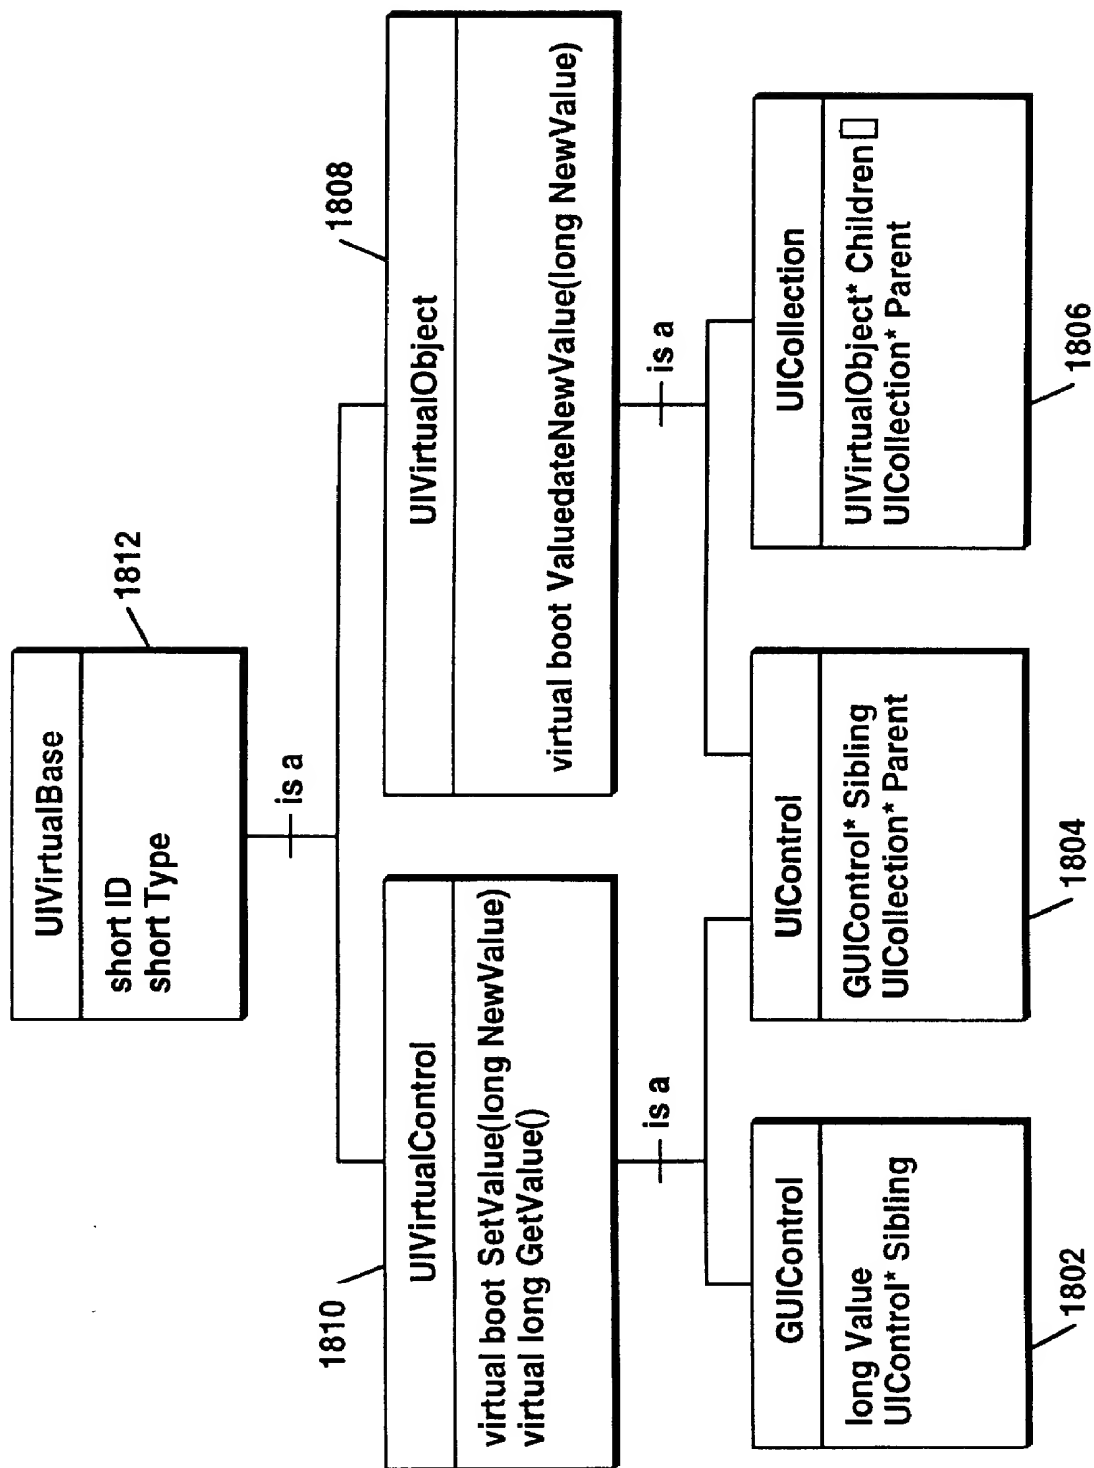 UIVirtualBase
short ID
short Type
1812
is a
1810
UIVirtualControl
virtual boot SetValue(long NewValue)
virtual long GetValue()
1808
UIVirtualObject
virtual boot ValuedateNewValue(long NewValue)
is a
is a
GUIControl
long Value
UIControl* Sibling
1802
UIControl
GUIControl* Sibling
UICollection* Parent
1804
UICollection
UIVirtualObject* Children[]
UICollection* Parent
1806